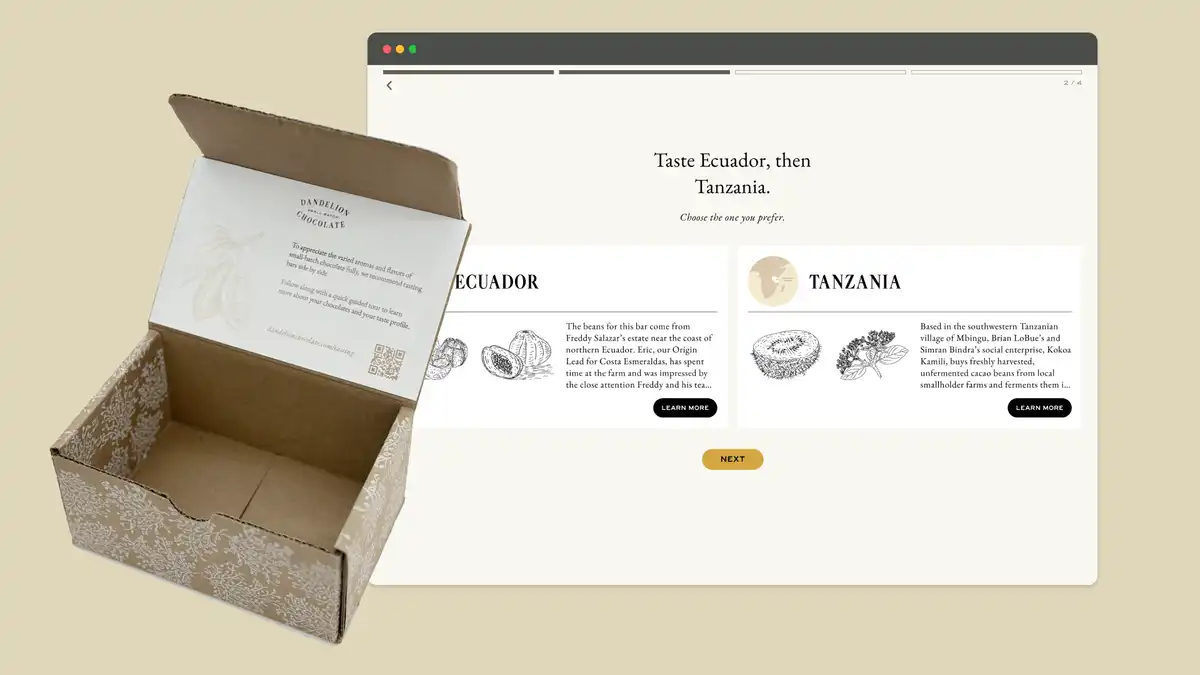 DANDELION
SMALL-BATCH
CHOCOLATE
To appreciate the varied aromas and flavors of
small-batch chocolate fully, we recommend tasting
bars side by side
Follow along with a quick guided tour to learn
more about your chocolates and your taste profile.
2 / 4
Taste Ecuador, then
Tanzania.
Choose the one you prefer.
ECUADOR
The beans for this bar come from
Freddy Salazar's estate near the coast of
northern Ecuador. Eric, our Origin
Lead for Costa Esmeraldas, has spent
time at the farm and was impressed by
the close attention Freddy and his tea...
LEARN MORE
TANZANIA
Based in the southwestern Tanzanian
village of Mbingu, Brian LoBue's and
Simran Bindra's social enterprise, Kokoa
Kamili, buys freshly harvested,
unfermented cacao beans from local
smallholder farms and ferments them i...
LEARN MORE
NEXT